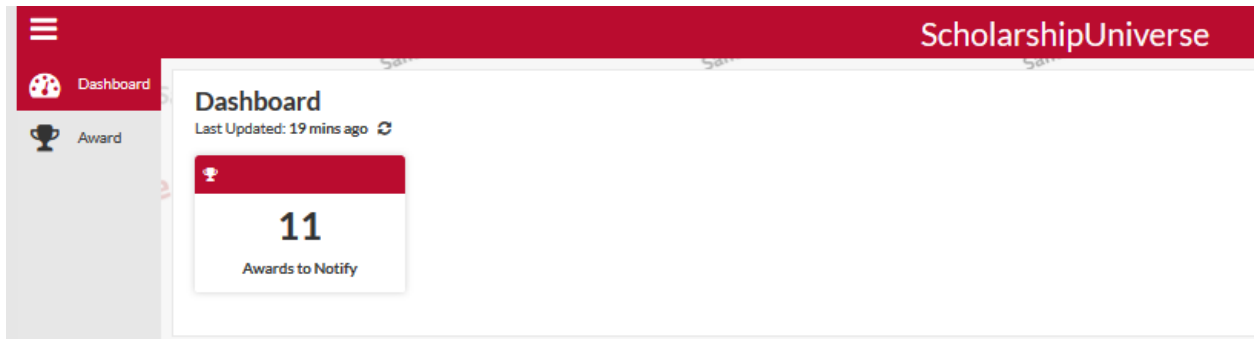 ScholarshipUniverse
Dashboard
Award
Dashboard
Last Updated: 19 mins ago
11
Awards to Notify